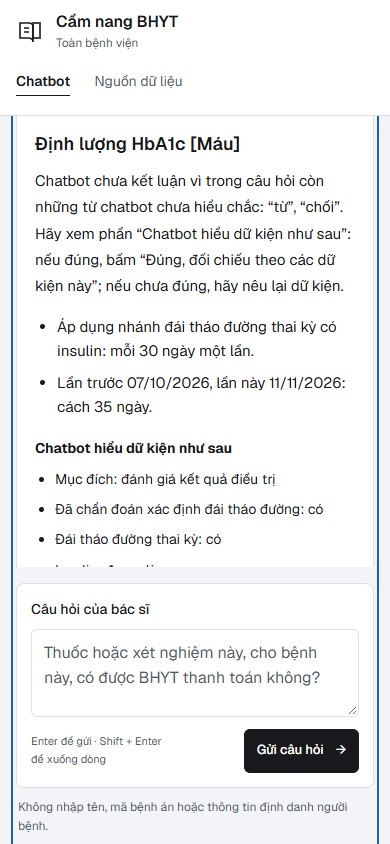 Cẩm nang BHYT
Toàn bệnh viện
Chatbot Nguồn dữ liệu
Định lượng HbA1c [Máu]
Chatbot chưa kết luận vì trong câu hỏi còn
những từ chatbot chưa hiểu chắc: “từ”, “chối”.
Hãy xem phần “Chatbot hiểu dữ kiện như sau”:
nếu đúng, bấm “Đúng, đối chiếu theo các dữ
kiện này”; nếu chưa đúng, hãy nêu lại dữ kiện.
• Áp dụng nhánh đái tháo đường thai kỳ có
insulin: mỗi 30 ngày một lần.
• Lần trước 07/10/2026, lần này 11/11/2026:
cách 35 ngày.
Chatbot hiểu dữ kiện như sau
• Mục đích: đánh giá kết quả điều trị
• Đã chẩn đoán xác định đái tháo đường: có
• Đái tháo đường thai kỳ: có
Câu hỏi của bác sĩ
Thuốc hoặc xét nghiệm này, cho bệnh
này, có được BHYT thanh toán không?
Enter để gửi · Shift + Enter
để xuống dòng
Gửi câu hỏi →
Không nhập tên, mã bệnh án hoặc thông tin định danh người
bệnh.